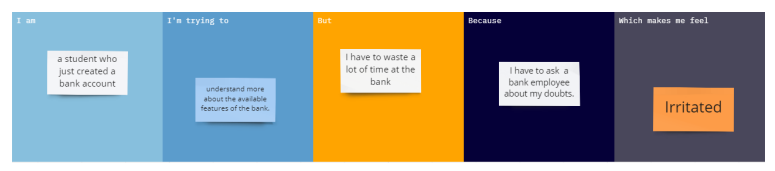 I am
a student who
just created a
bank account
I'm trying to
understand more
about the available
features of the bank.
But
I have to waste a
lot of time at the
bank
Because
I have to ask a
bank employee
about my doubts.
Which makes me feel
Irritated